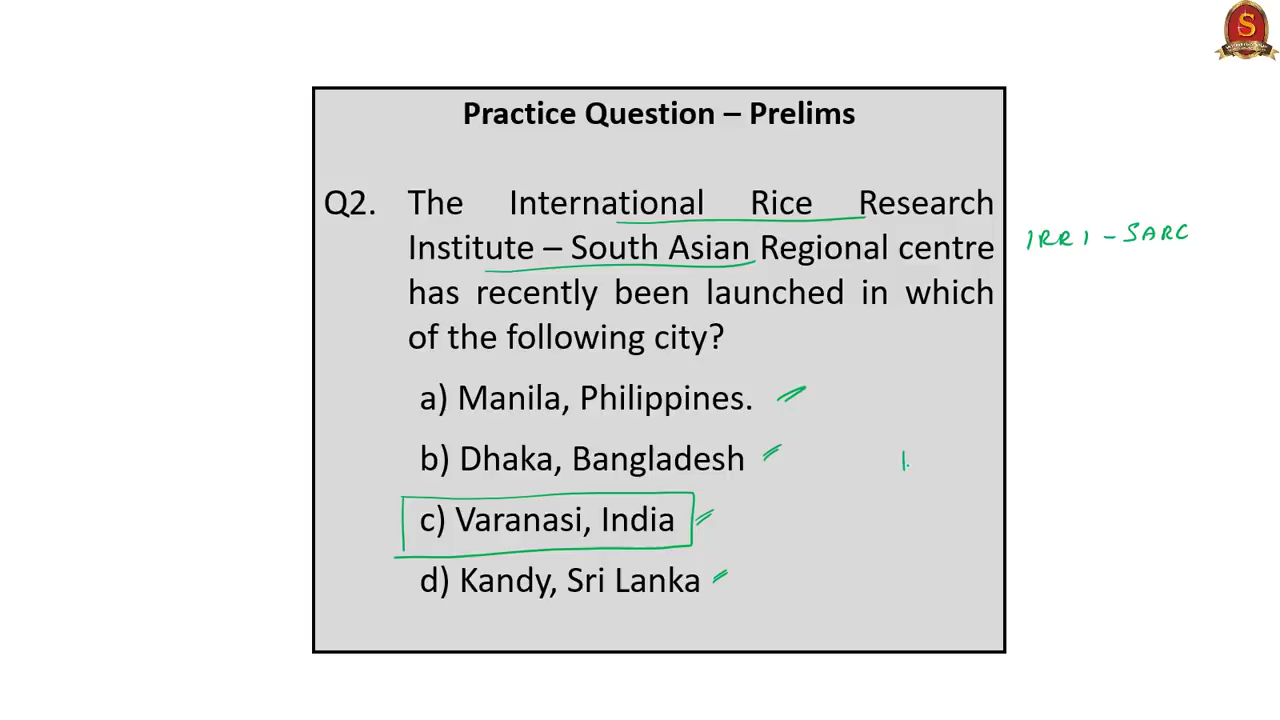 S
Practice Question – Prelims
Q2. The International Rice Research
Institute – South Asian Regional centre
has recently been launched in which
of the following city?
IRRI – SARC
a) Manila, Philippines.
b) Dhaka, Bangladesh
c) Varanasi, India
d) Kandy, Sri Lanka